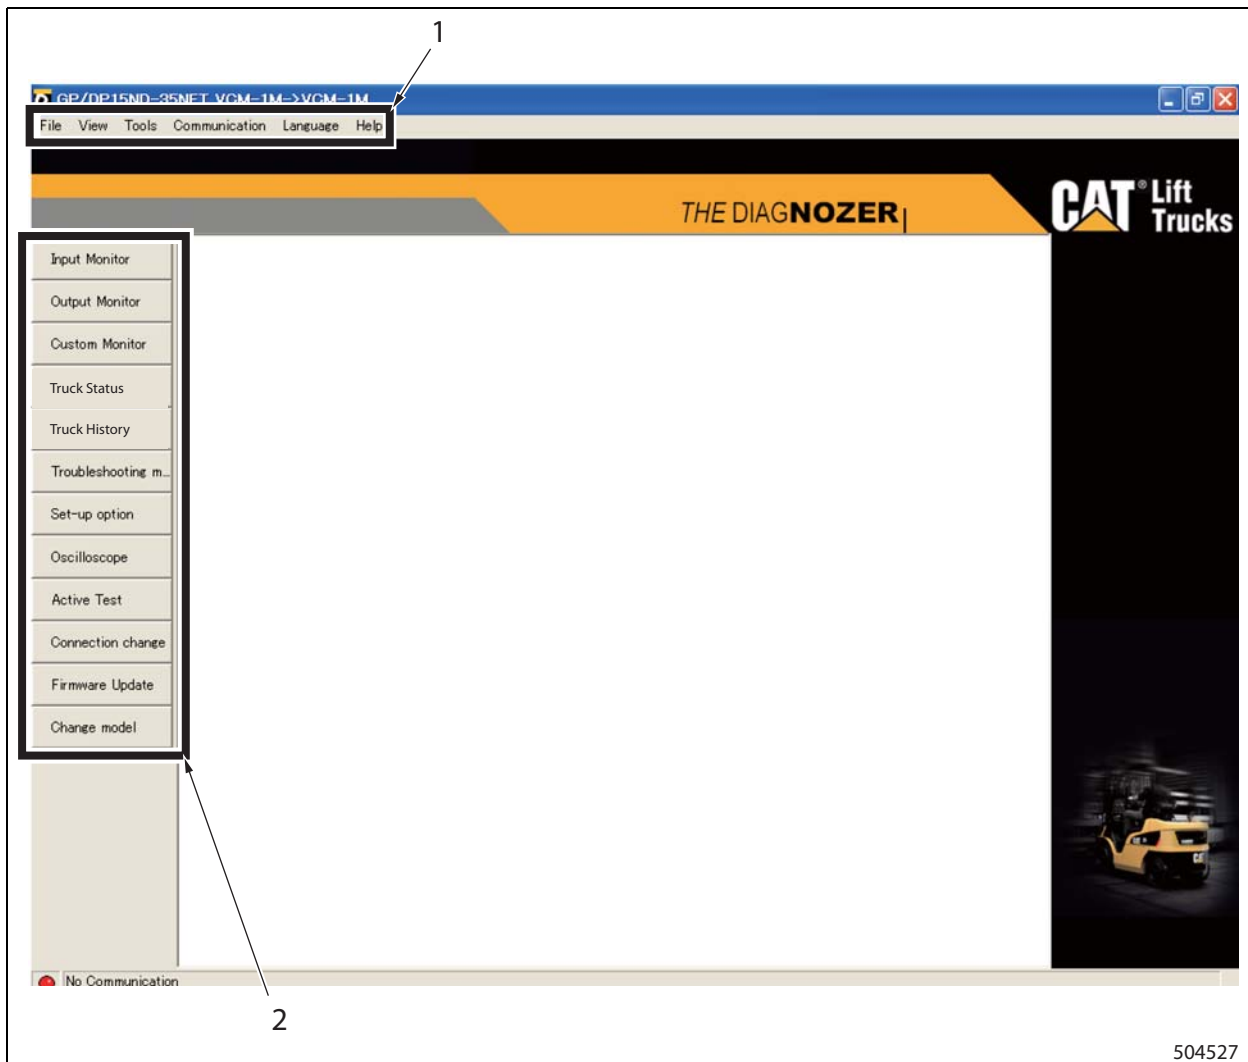 1
GP/DP15ND-35NET VCM-1M->VCM-1M
File View Tools Communication Language Help
THE DIAGNOZER
CAT® Lift Trucks
Input Monitor
Output Monitor
Custom Monitor
Truck Status
Truck History
Troubleshooting m...
Set-up option
Oscilloscope
Active Test
Connection change
Firmware Update
Change model
No Communication
2
504527